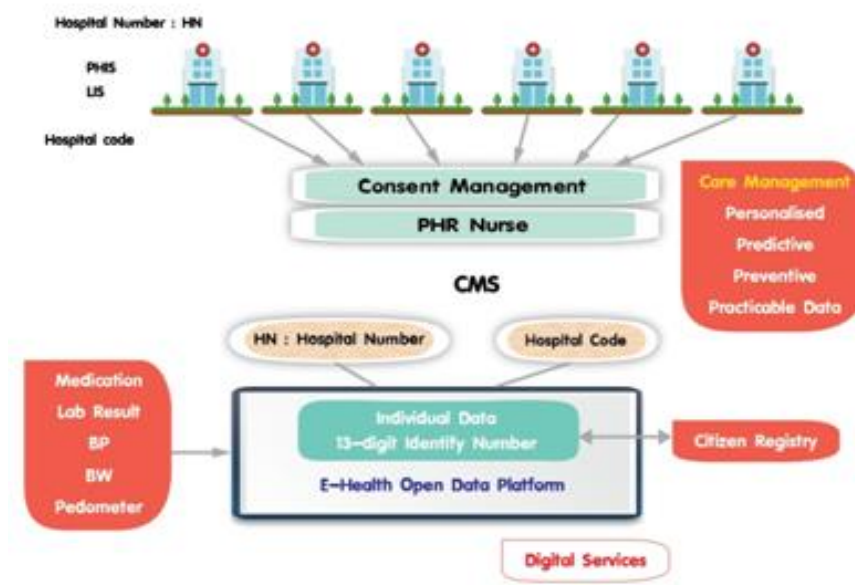 Hospital Number : HN
PHIS
LIS
Hospital code
Consent Management
PHR Nurse
Care Management
Personalised
Predictive
Preventive
Practicable Data
CMS
HN : Hospital Number
Hospital Code
Medication
Lab Result
BP
BW
Pedometer
Individual Data
13-digit Identify Number
E-Health Open Data Platform
Citizen Registry
Digital Services